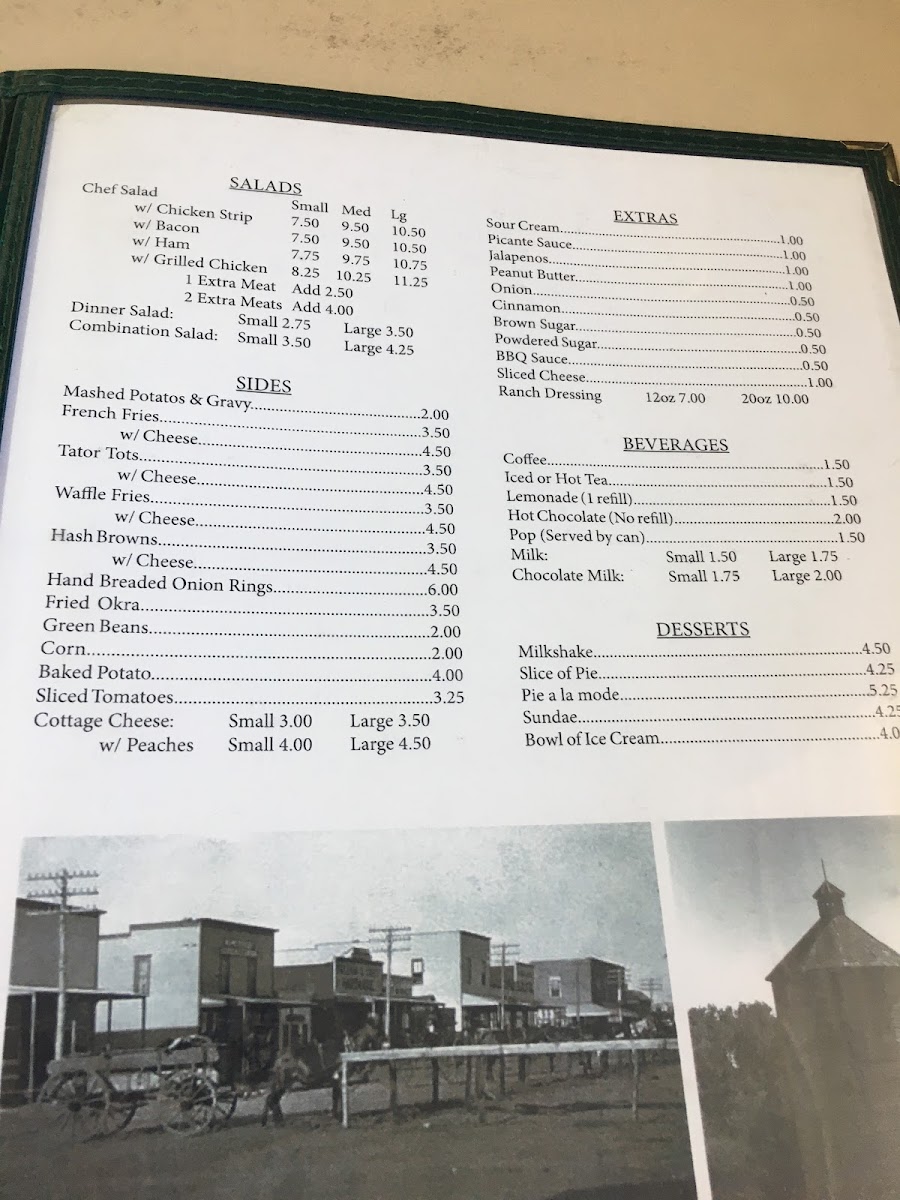 SALADS
Chef Salad Small Med Lg
w/ Chicken Strip 7.50 9.50 10.50
w/ Bacon 7.50 9.50 10.50
w/ Ham 7.75 9.75 10.75
w/ Grilled Chicken 8.25 10.25 11.25
1 Extra Meat Add 2.50
2 Extra Meats Add 4.00
Dinner Salad: Small 2.75 Large 3.50
Combination Salad: Small 3.50 Large 4.25
SIDES
Mashed Potatos & Gravy 2.00
French Fries 3.50
w/ Cheese 4.50
Tator Tots 3.50
w/ Cheese 4.50
Waffle Fries 3.50
w/ Cheese 4.50
Hash Browns 3.50
w/ Cheese 4.50
Hand Breaded Onion Rings 6.00
Fried Okra 3.50
Green Beans 2.00
Corn 2.00
Baked Potato 4.00
Sliced Tomatoes 3.25
Cottage Cheese: Small 3.00 Large 3.50
w/ Peaches Small 4.00 Large 4.50
EXTRAS
Sour Cream 1.00
Picante Sauce 1.00
Jalapenos 1.00
Peanut Butter 1.00
Onion 0.50
Cinnamon 0.50
Brown Sugar 0.50
Powdered Sugar 0.50
BBQ Sauce 0.50
Sliced Cheese 1.00
Ranch Dressing 12oz 7.00 20oz 10.00
BEVERAGES
Coffee 1.50
Iced or Hot Tea 1.50
Lemonade (1 refill) 1.50
Hot Chocolate (No refill) 2.00
Pop (Served by can) 1.50
Milk: Small 1.50 Large 1.75
Chocolate Milk: Small 1.75 Large 2.00
DESSERTS
Milkshake 4.50
Slice of Pie 4.25
Pie a la mode 5.25
Sundae 4.25
Bowl of Ice Cream 4.0